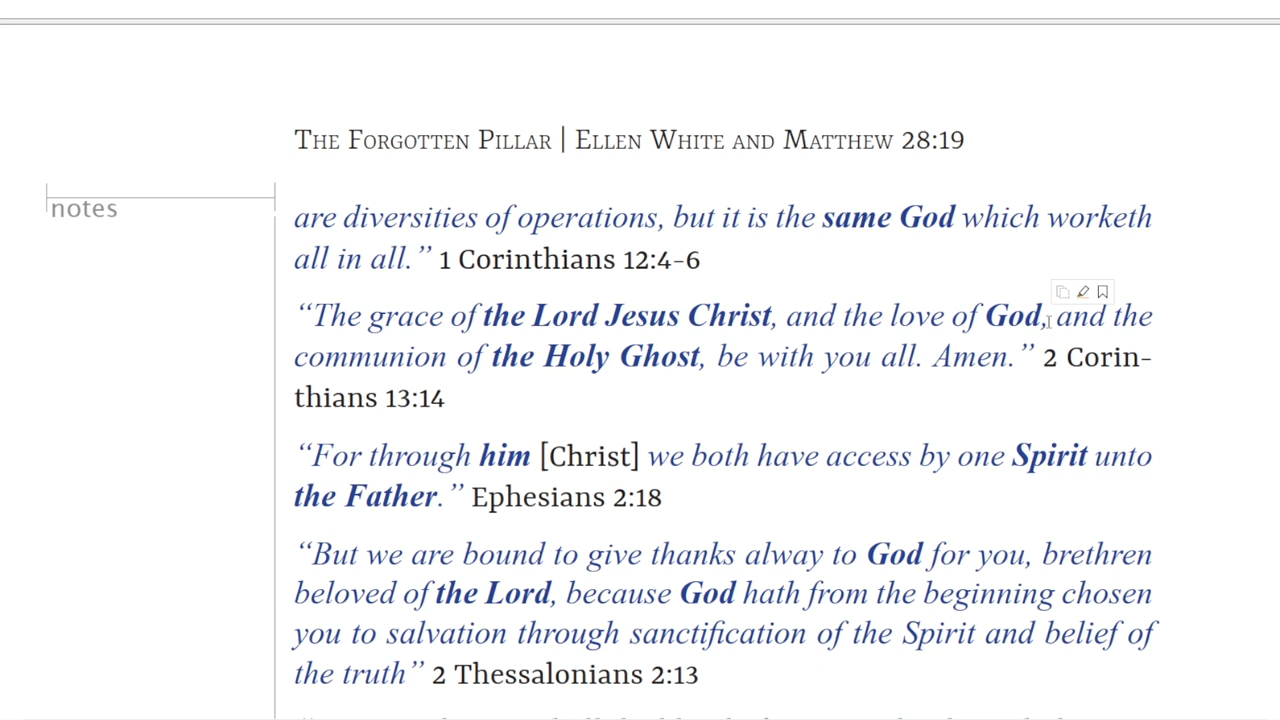 The Forgotten Pillar | Ellen White and Matthew 28:19
notes
are diversities of operations, but it is the same God which worketh
all in all.” 1 Corinthians 12:4-6
“The grace of the Lord Jesus Christ, and the love of God, and the
communion of the Holy Ghost, be with you all. Amen.” 2 Corin-
thians 13:14
“For through him [Christ] we both have access by one Spirit unto
the Father.” Ephesians 2:18
“But we are bound to give thanks alway to God for you, brethren
beloved of the Lord, because God hath from the beginning chosen
you to salvation through sanctification of the Spirit and belief of
the truth” 2 Thessalonians 2:13